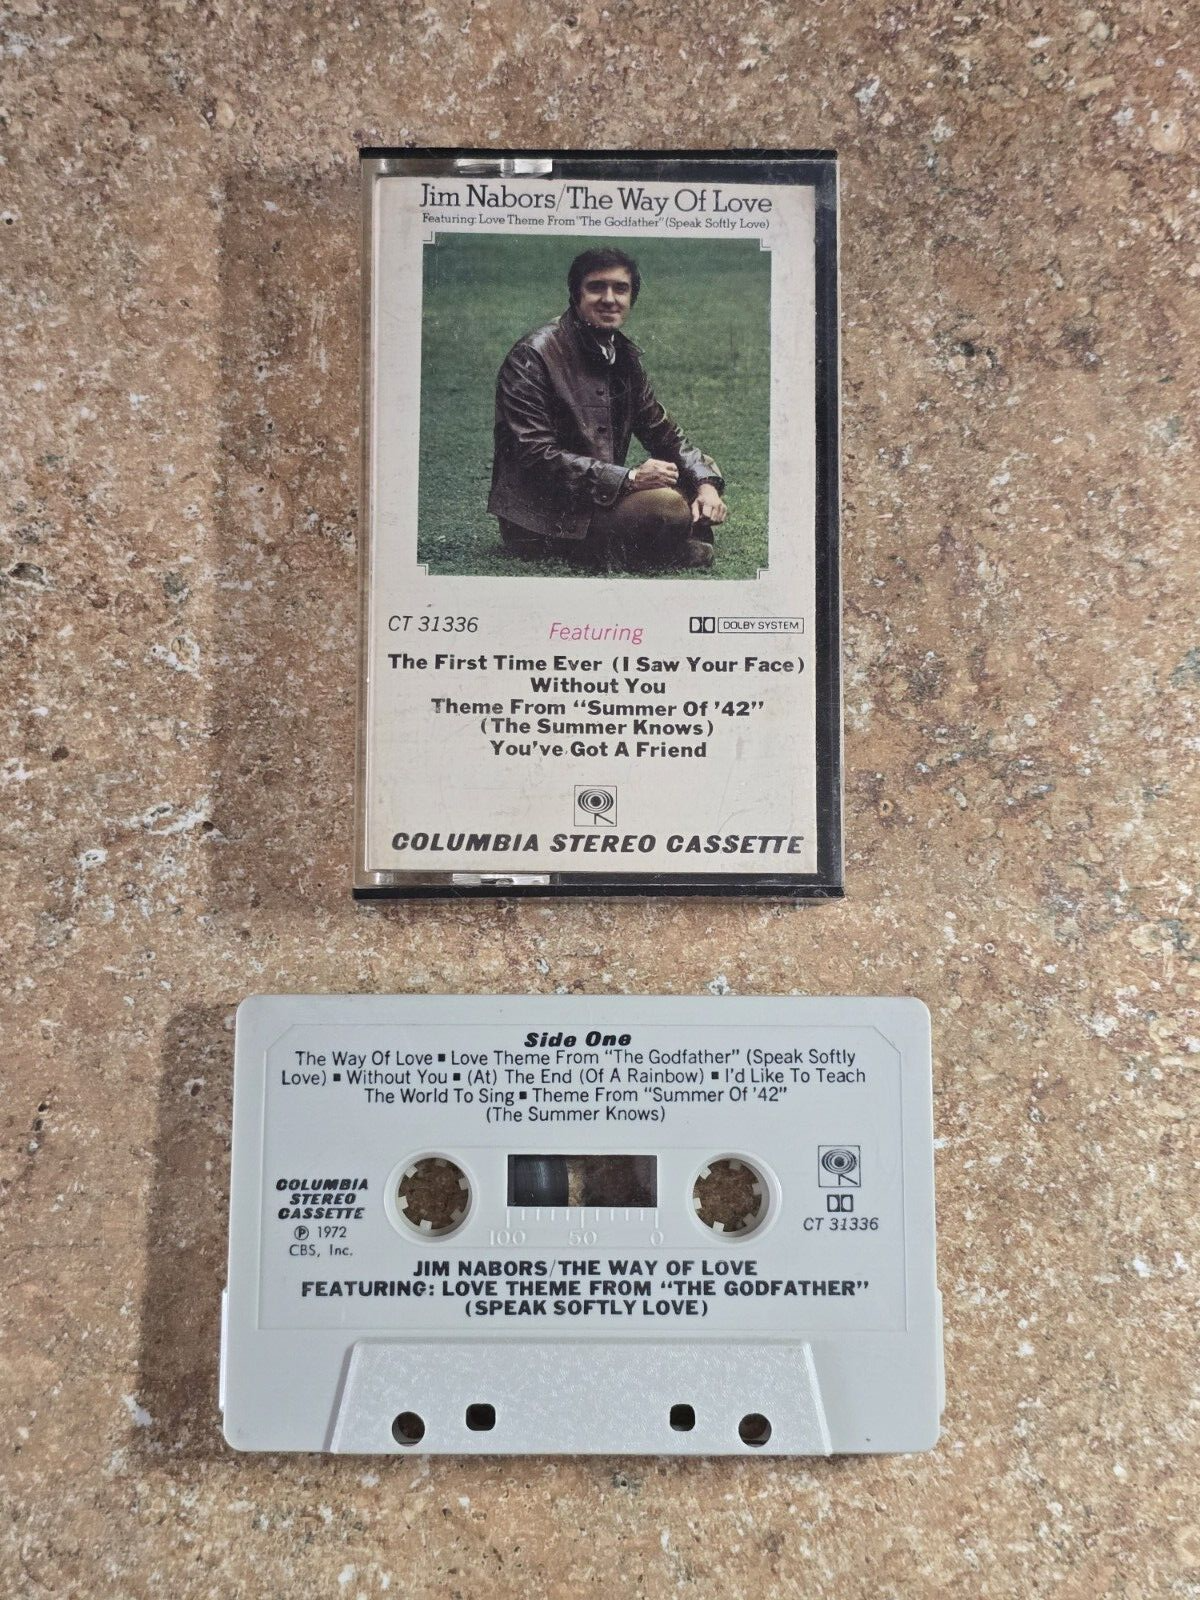 Jim Nabors/The Way Of Love
Featuring: Love Theme From "The Godfather" (Speak Softly Love)
CT 31336
Featuring
DOLBY SYSTEM
The First Time Ever (I Saw Your Face)
Without You
Theme From "Summer Of '42"
(The Summer Knows)
You've Got A Friend
COLUMBIA STEREO CASSETTE
Side One
The Way Of Love ■ Love Theme From "The Godfather" (Speak Softly
Love) ■ Without You ■ (At) The End (Of A Rainbow) ■ I'd Like To Teach
The World To Sing ■ Theme From "Summer Of '42"
(The Summer Knows)
COLUMBIA
STEREO
CASSETTE
℗ 1972
CBS, Inc.
100 50 0
CT 31336
JIM NABORS/THE WAY OF LOVE
FEATURING: LOVE THEME FROM "THE GODFATHER"
(SPEAK SOFTLY LOVE)